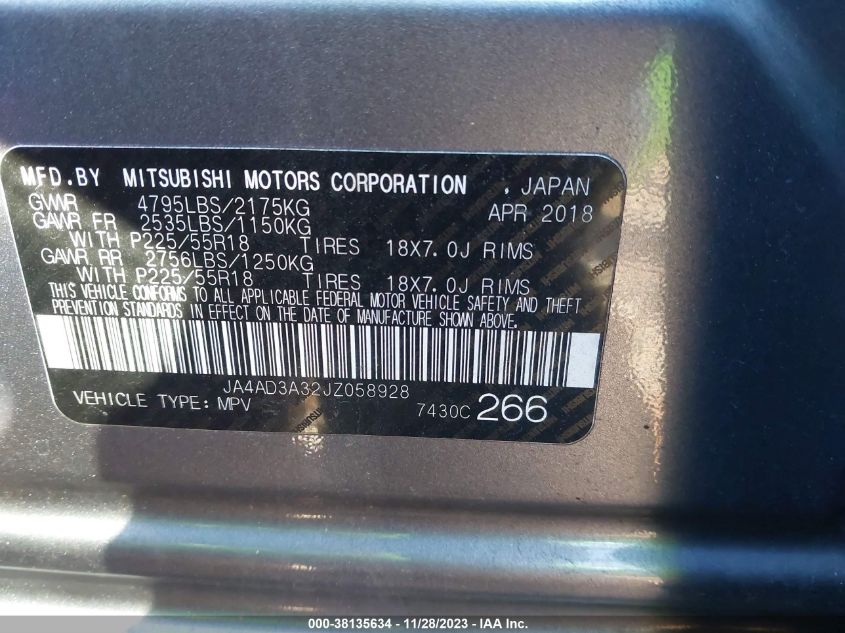 MFD.BY MITSUBISHI MOTORS CORPORATION , JAPAN
GVWR 4795LBS/2175KG APR 2018
GAWR FR 2535LBS/1150KG
WITH P225/55R18 TIRES 18X7.0J RIMS
GAWR RR 2756LBS/1250KG
WITH P225/55R18 TIRES 18X7.0J RIMS
THIS VEHICLE CONFORMS TO ALL APPLICABLE FEDERAL MOTOR VEHICLE SAFETY AND THEFT
PREVENTION STANDARDS IN EFFECT ON THE DATE OF MANUFACTURE SHOWN ABOVE.
JA4AD3A32JZ058928
VEHICLE TYPE: MPV 7430C 266
000-38135634 - 11/28/2023 - IAA Inc.